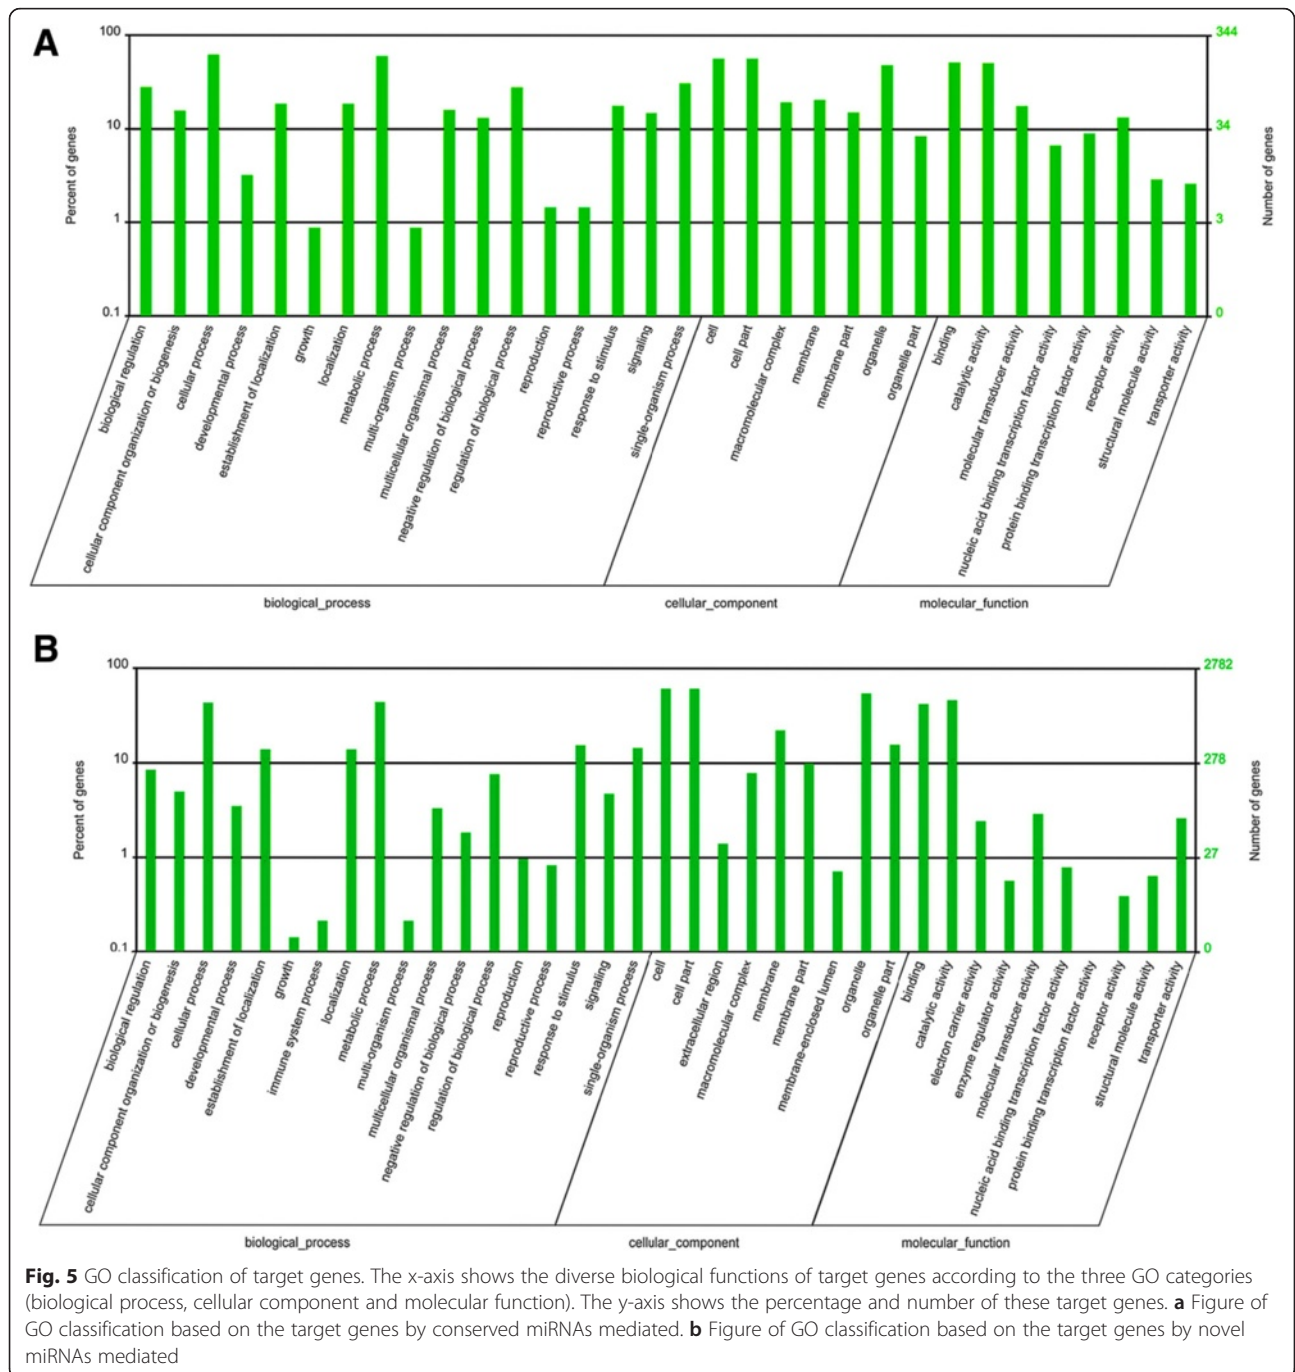 A
100
10
1
0.1
Percent of genes
344
34
3
0
Number of genes
biological regulation
cellular component organization or biogenesis
cellular process
developmental process
establishment of localization
growth
localization
metabolic process
multi-organism process
multicellular organismal process
negative regulation of biological process
regulation of biological process
reproduction
reproductive process
response to stimulus
signaling
single-organism process
cell
cell part
macromolecular complex
membrane
membrane part
organelle
organelle part
binding
catalytic activity
molecular transducer activity
nucleic acid binding transcription factor activity
protein binding transcription factor activity
receptor activity
structural molecule activity
transporter activity
biological_process
cellular_component
molecular_function
B
100
10
1
0.1
Percent of genes
2782
278
27
0
Number of genes
biological regulation
cellular component organization or biogenesis
cellular process
developmental process
establishment of localization
growth
immune system process
localization
metabolic process
multi-organism process
multicellular organismal process
negative regulation of biological process
regulation of biological process
reproduction
reproductive process
response to stimulus
signaling
single-organism process
cell
cell part
extracellular region
macromolecular complex
membrane
membrane part
membrane-enclosed lumen
organelle
organelle part
binding
catalytic activity
electron carrier activity
enzyme regulator activity
molecular transducer activity
nucleic acid binding transcription factor activity
protein binding transcription factor activity
receptor activity
structural molecule activity
transporter activity
biological_process
cellular_component
molecular_function
Fig. 5 GO classification of target genes. The x-axis shows the diverse biological functions of target genes according to the three GO categories
(biological process, cellular component and molecular function). The y-axis shows the percentage and number of these target genes. a Figure of
GO classification based on the target genes by conserved miRNAs mediated. b Figure of GO classification based on the target genes by novel
miRNAs mediated